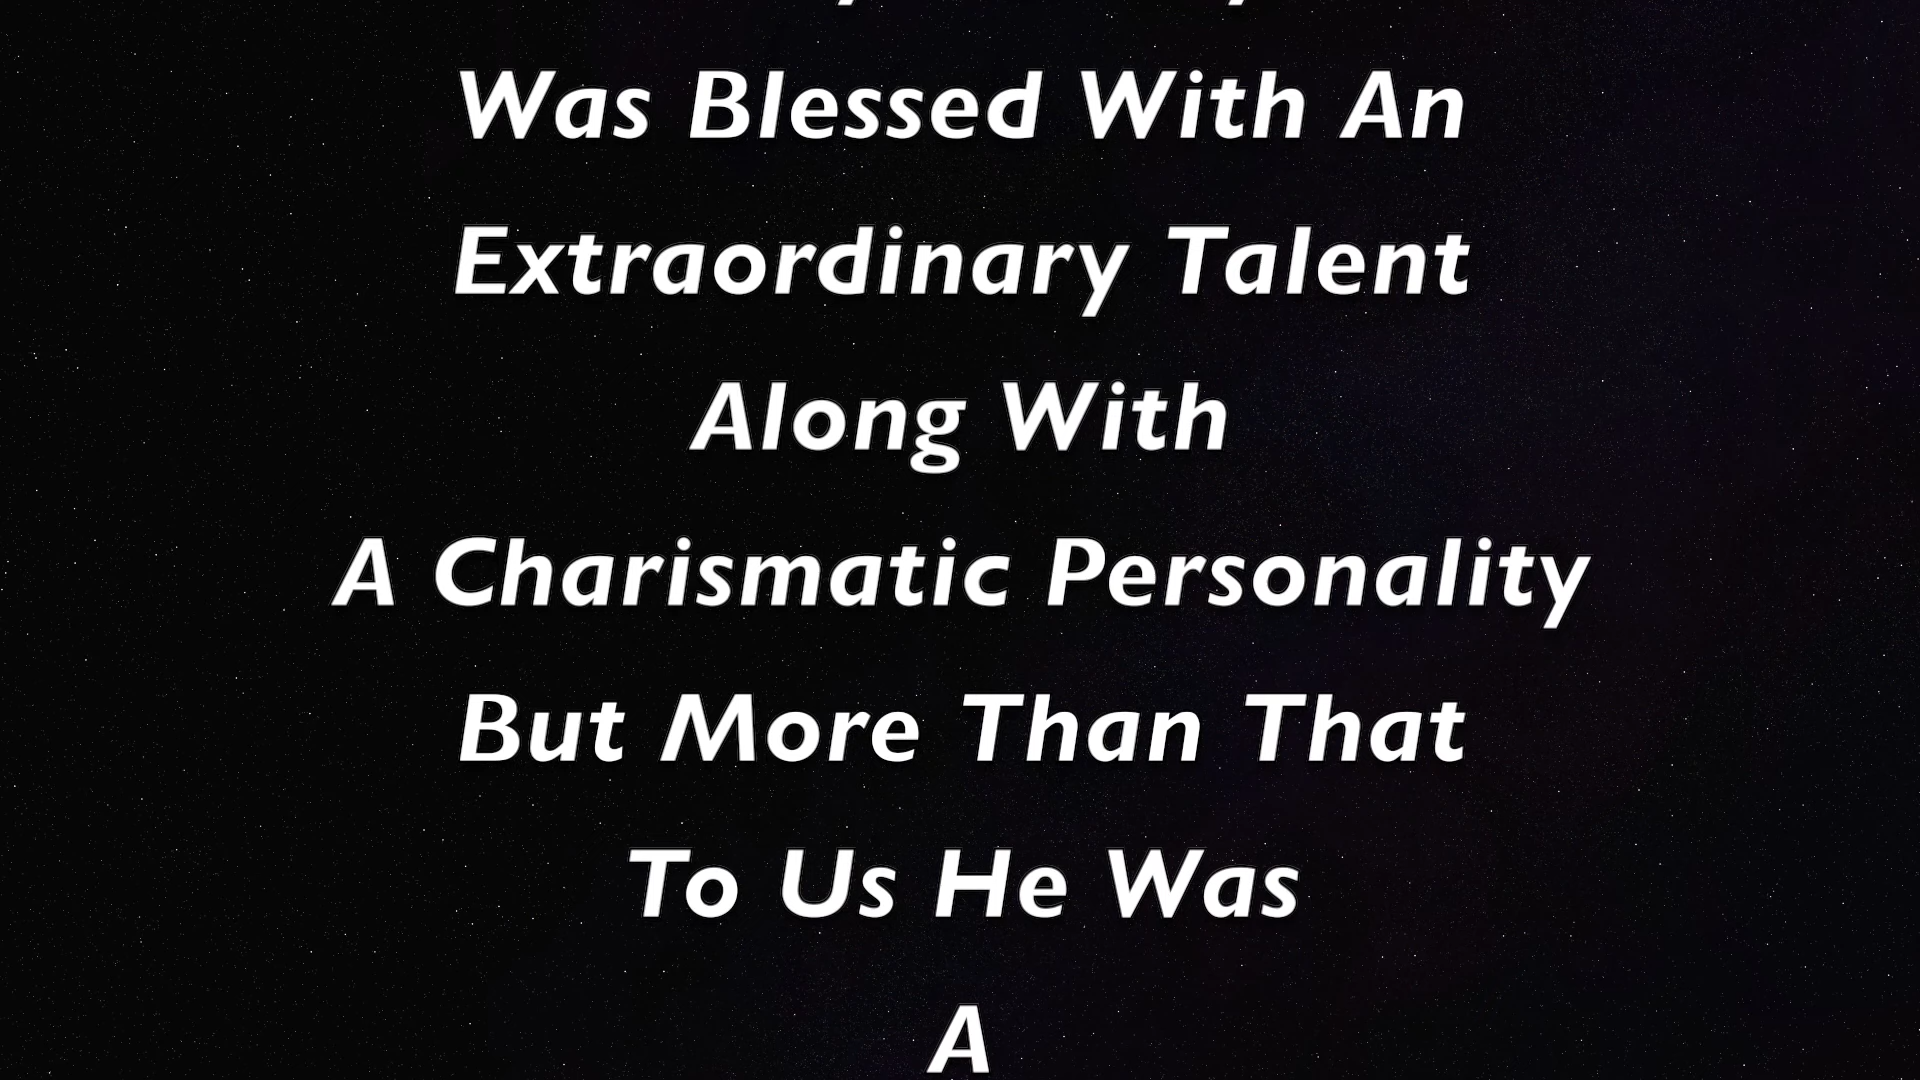 Was Blessed With An
Extraordinary Talent
Along With
A Charismatic Personality
But More Than That
To Us He Was
A